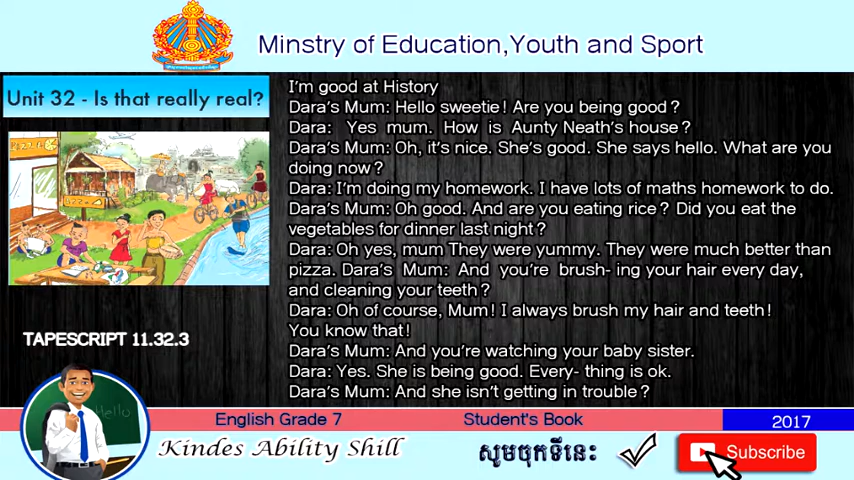 Minstry of Education,Youth and Sport
Unit 32 - Is that really real?
I'm good at History
Dara's Mum: Hello sweetie! Are you being good?
Dara: Yes mum. How is Aunty Neath's house?
Dara's Mum: Oh, it's nice. She's good. She says hello. What are you
doing now?
Dara: I'm doing my homework. I have lots of maths homework to do.
Dara's Mum: Oh good. And are you eating rice? Did you eat the
vegetables for dinner last night?
Dara: Oh yes, mum They were yummy. They were much better than
pizza. Dara's Mum: And you're brush- ing your hair every day,
and cleaning your teeth?
Dara: Oh of course, Mum! I always brush my hair and teeth!
You know that!
Dara's Mum: And you're watching your baby sister.
Dara: Yes. She is being good. Every- thing is ok.
Dara's Mum: And she isn't getting in trouble?
TAPESCRIPT 11.32.3
Hello
English Grade 7
Student's Book
2017
Kindes Ability Shill
សូមចុកទីនេះ
Subscribe